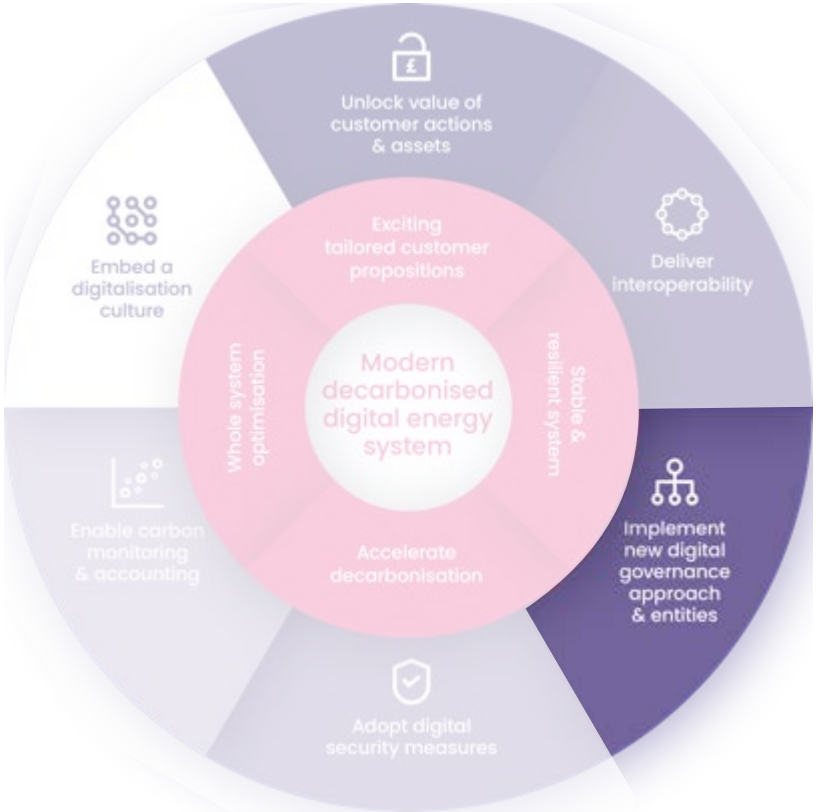 £
Unlock value of
customer actions
& assets
Deliver
interoperability
Implement
new digital
governance
approach
& entities
Adopt digital
security measures
Enable carbon
monitoring
& accounting
Embed a
digitalisation
culture
Exciting
tailored customer
propositions
Stable &
resilient system
Accelerate
decarbonisation
Whole system
optimisation
Modern
decarbonised
digital energy
system